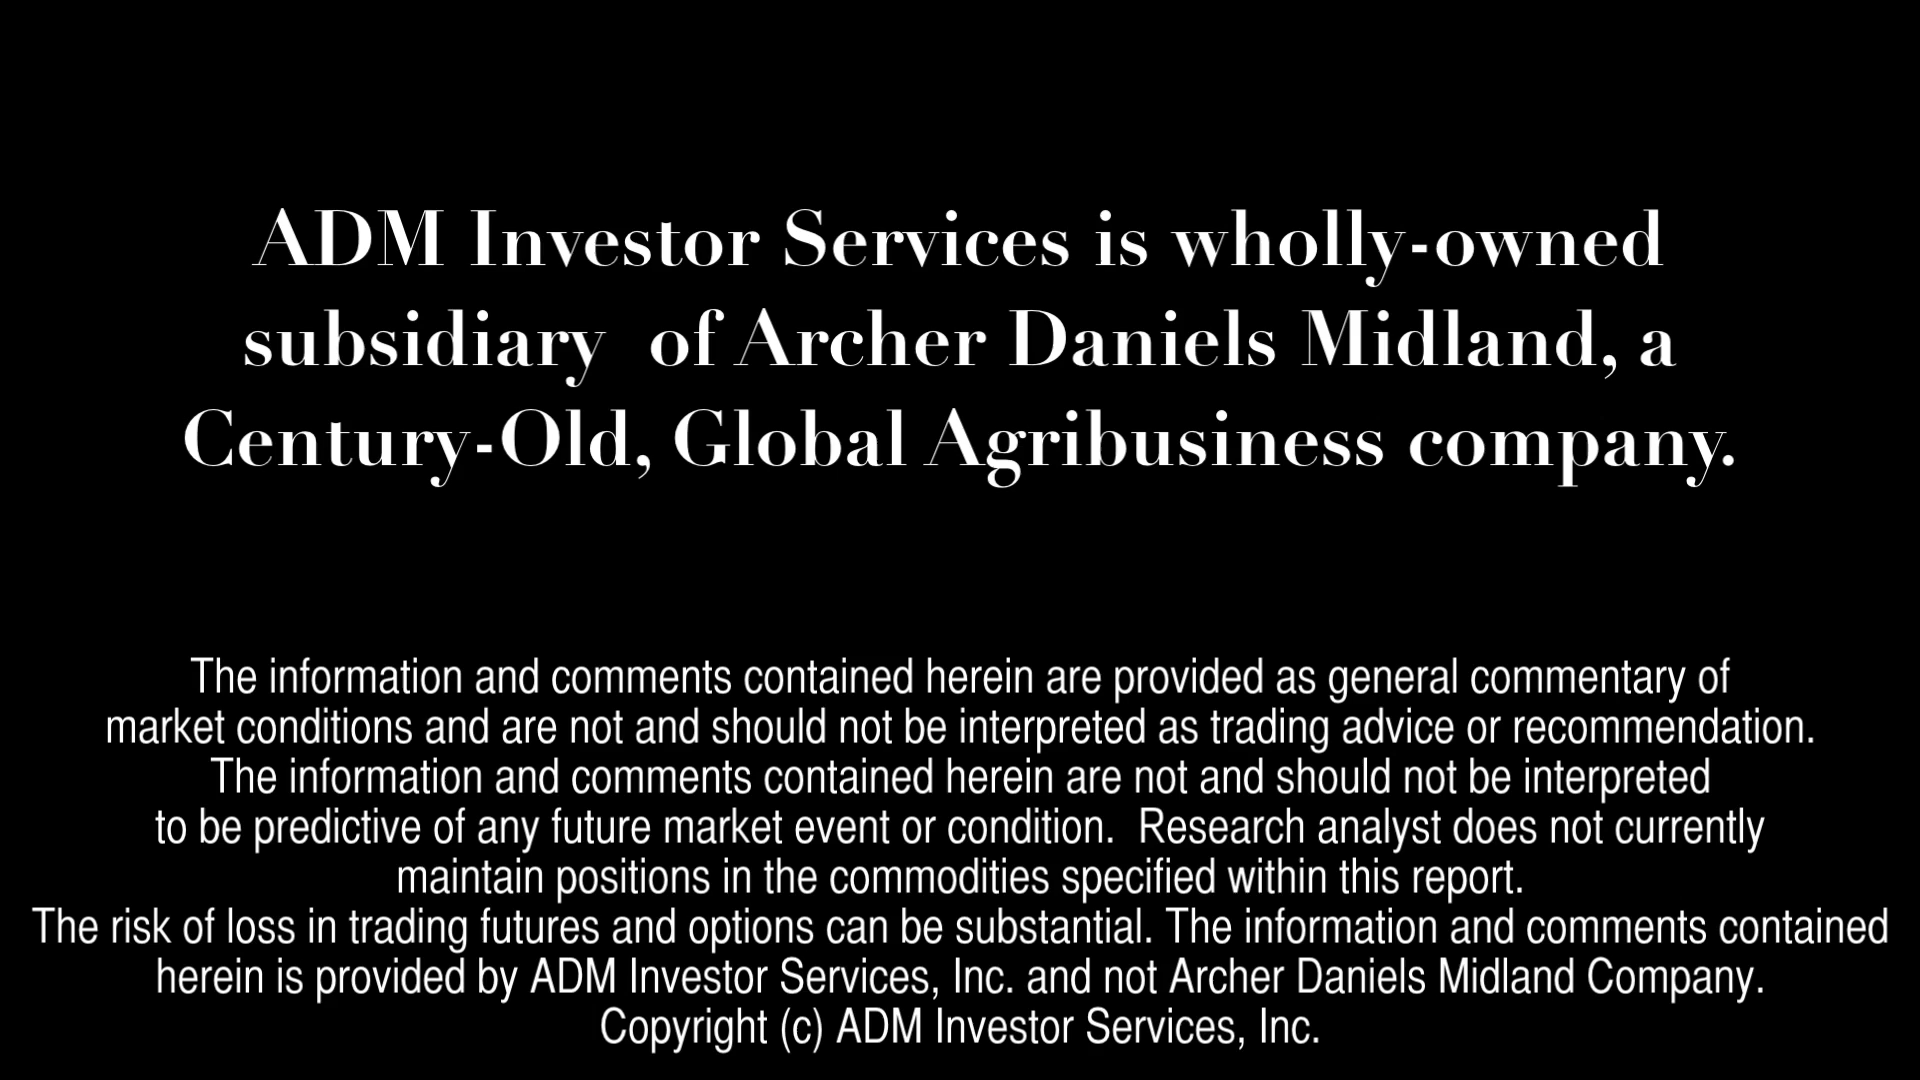 ADM Investor Services is wholly-owned
subsidiary  of Archer Daniels Midland, a
Century-Old, Global Agribusiness company.
The information and comments contained herein are provided as general commentary of
market conditions and are not and should not be interpreted as trading advice or recommendation.
The information and comments contained herein are not and should not be interpreted
to be predictive of any future market event or condition.  Research analyst does not currently
maintain positions in the commodities specified within this report.
The risk of loss in trading futures and options can be substantial. The information and comments contained
herein is provided by ADM Investor Services, Inc. and not Archer Daniels Midland Company.
Copyright (c) ADM Investor Services, Inc.